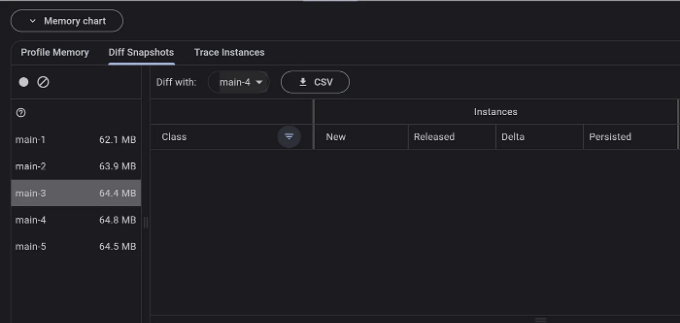 Memory chart
Profile Memory Diff Snapshots Trace Instances
Diff with: main-4 CSV
Instances
Class New Released Delta Persisted
main-1 62.1 MB
main-2 63.9 MB
main-3 64.4 MB
main-4 64.8 MB
main-5 64.5 MB